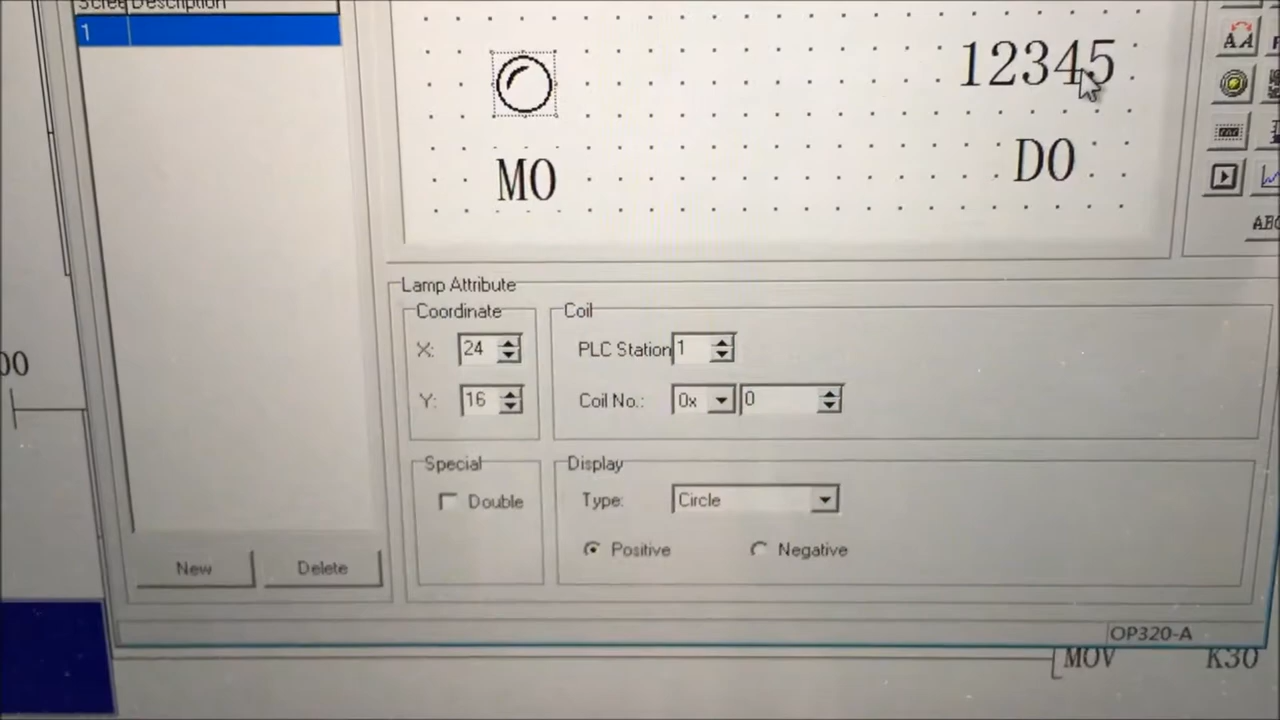 Screen Description
1
12345
M0
D0
Lamp Attribute
Coordinate
Coil
X: 24
PLC Station 1
Y: 16
Coil No.: 0x 0
Special
Display
Double
Type: Circle
Positive
Negative
New
Delete
OP320-A
MOV K30
00